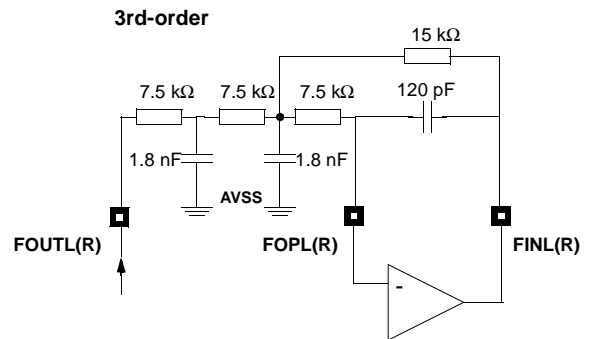 3rd-order
15 kΩ
7.5 kΩ 7.5 kΩ 7.5 kΩ 120 pF
1.8 nF 1.8 nF
AVSS
FOUTL(R) FOPL(R) FINL(R)
-